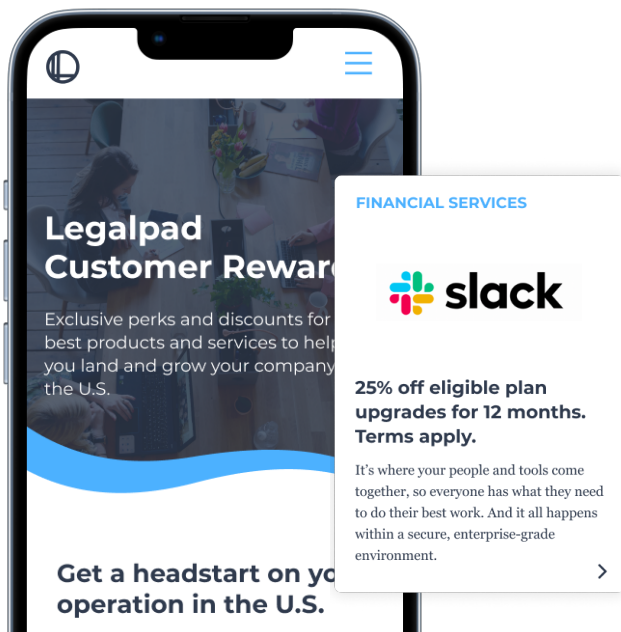 Legalpad
Customer Rewar
Exclusive perks and discounts for
best products and services to help
you land and grow your company
the U.S.
Get a headstart on yo
operation in the U.S.
FINANCIAL SERVICES
slack
25% off eligible plan
upgrades for 12 months.
Terms apply.
It’s where your people and tools come
together, so everyone has what they need
to do their best work. And it all happens
within a secure, enterprise-grade
environment.